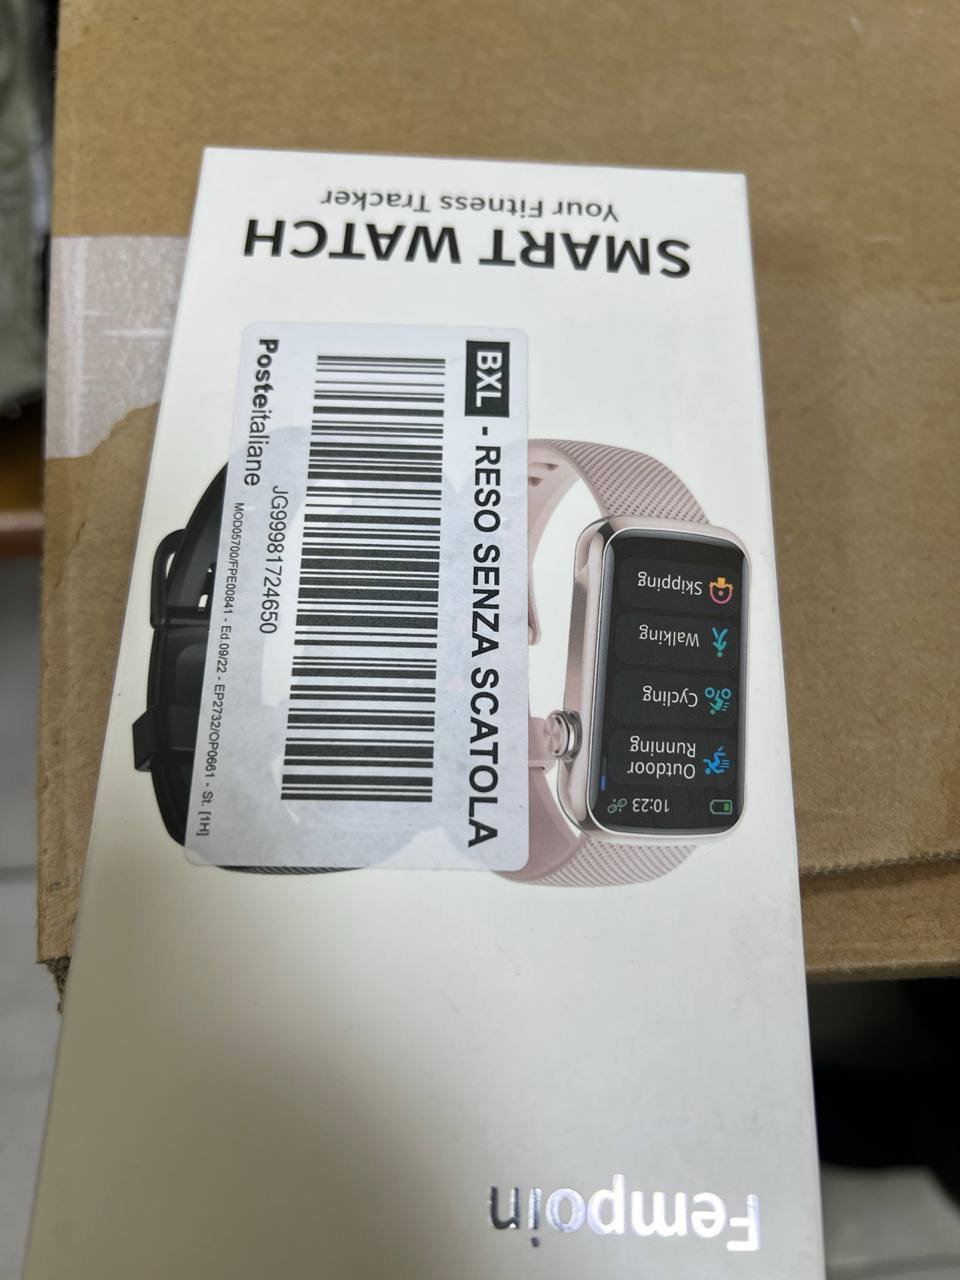 SMART WATCH
Your Fitness Tracker
BXL - RESO SENZA SCATOLA
JG99981724650
Posteitaliane
MOD05700/FPE00841 - Ed.09/22 - EP2732/OP0661 - St. [1H]
10:23
Outdoor
Running
Cycling
Walking
Skipping
Fempoin